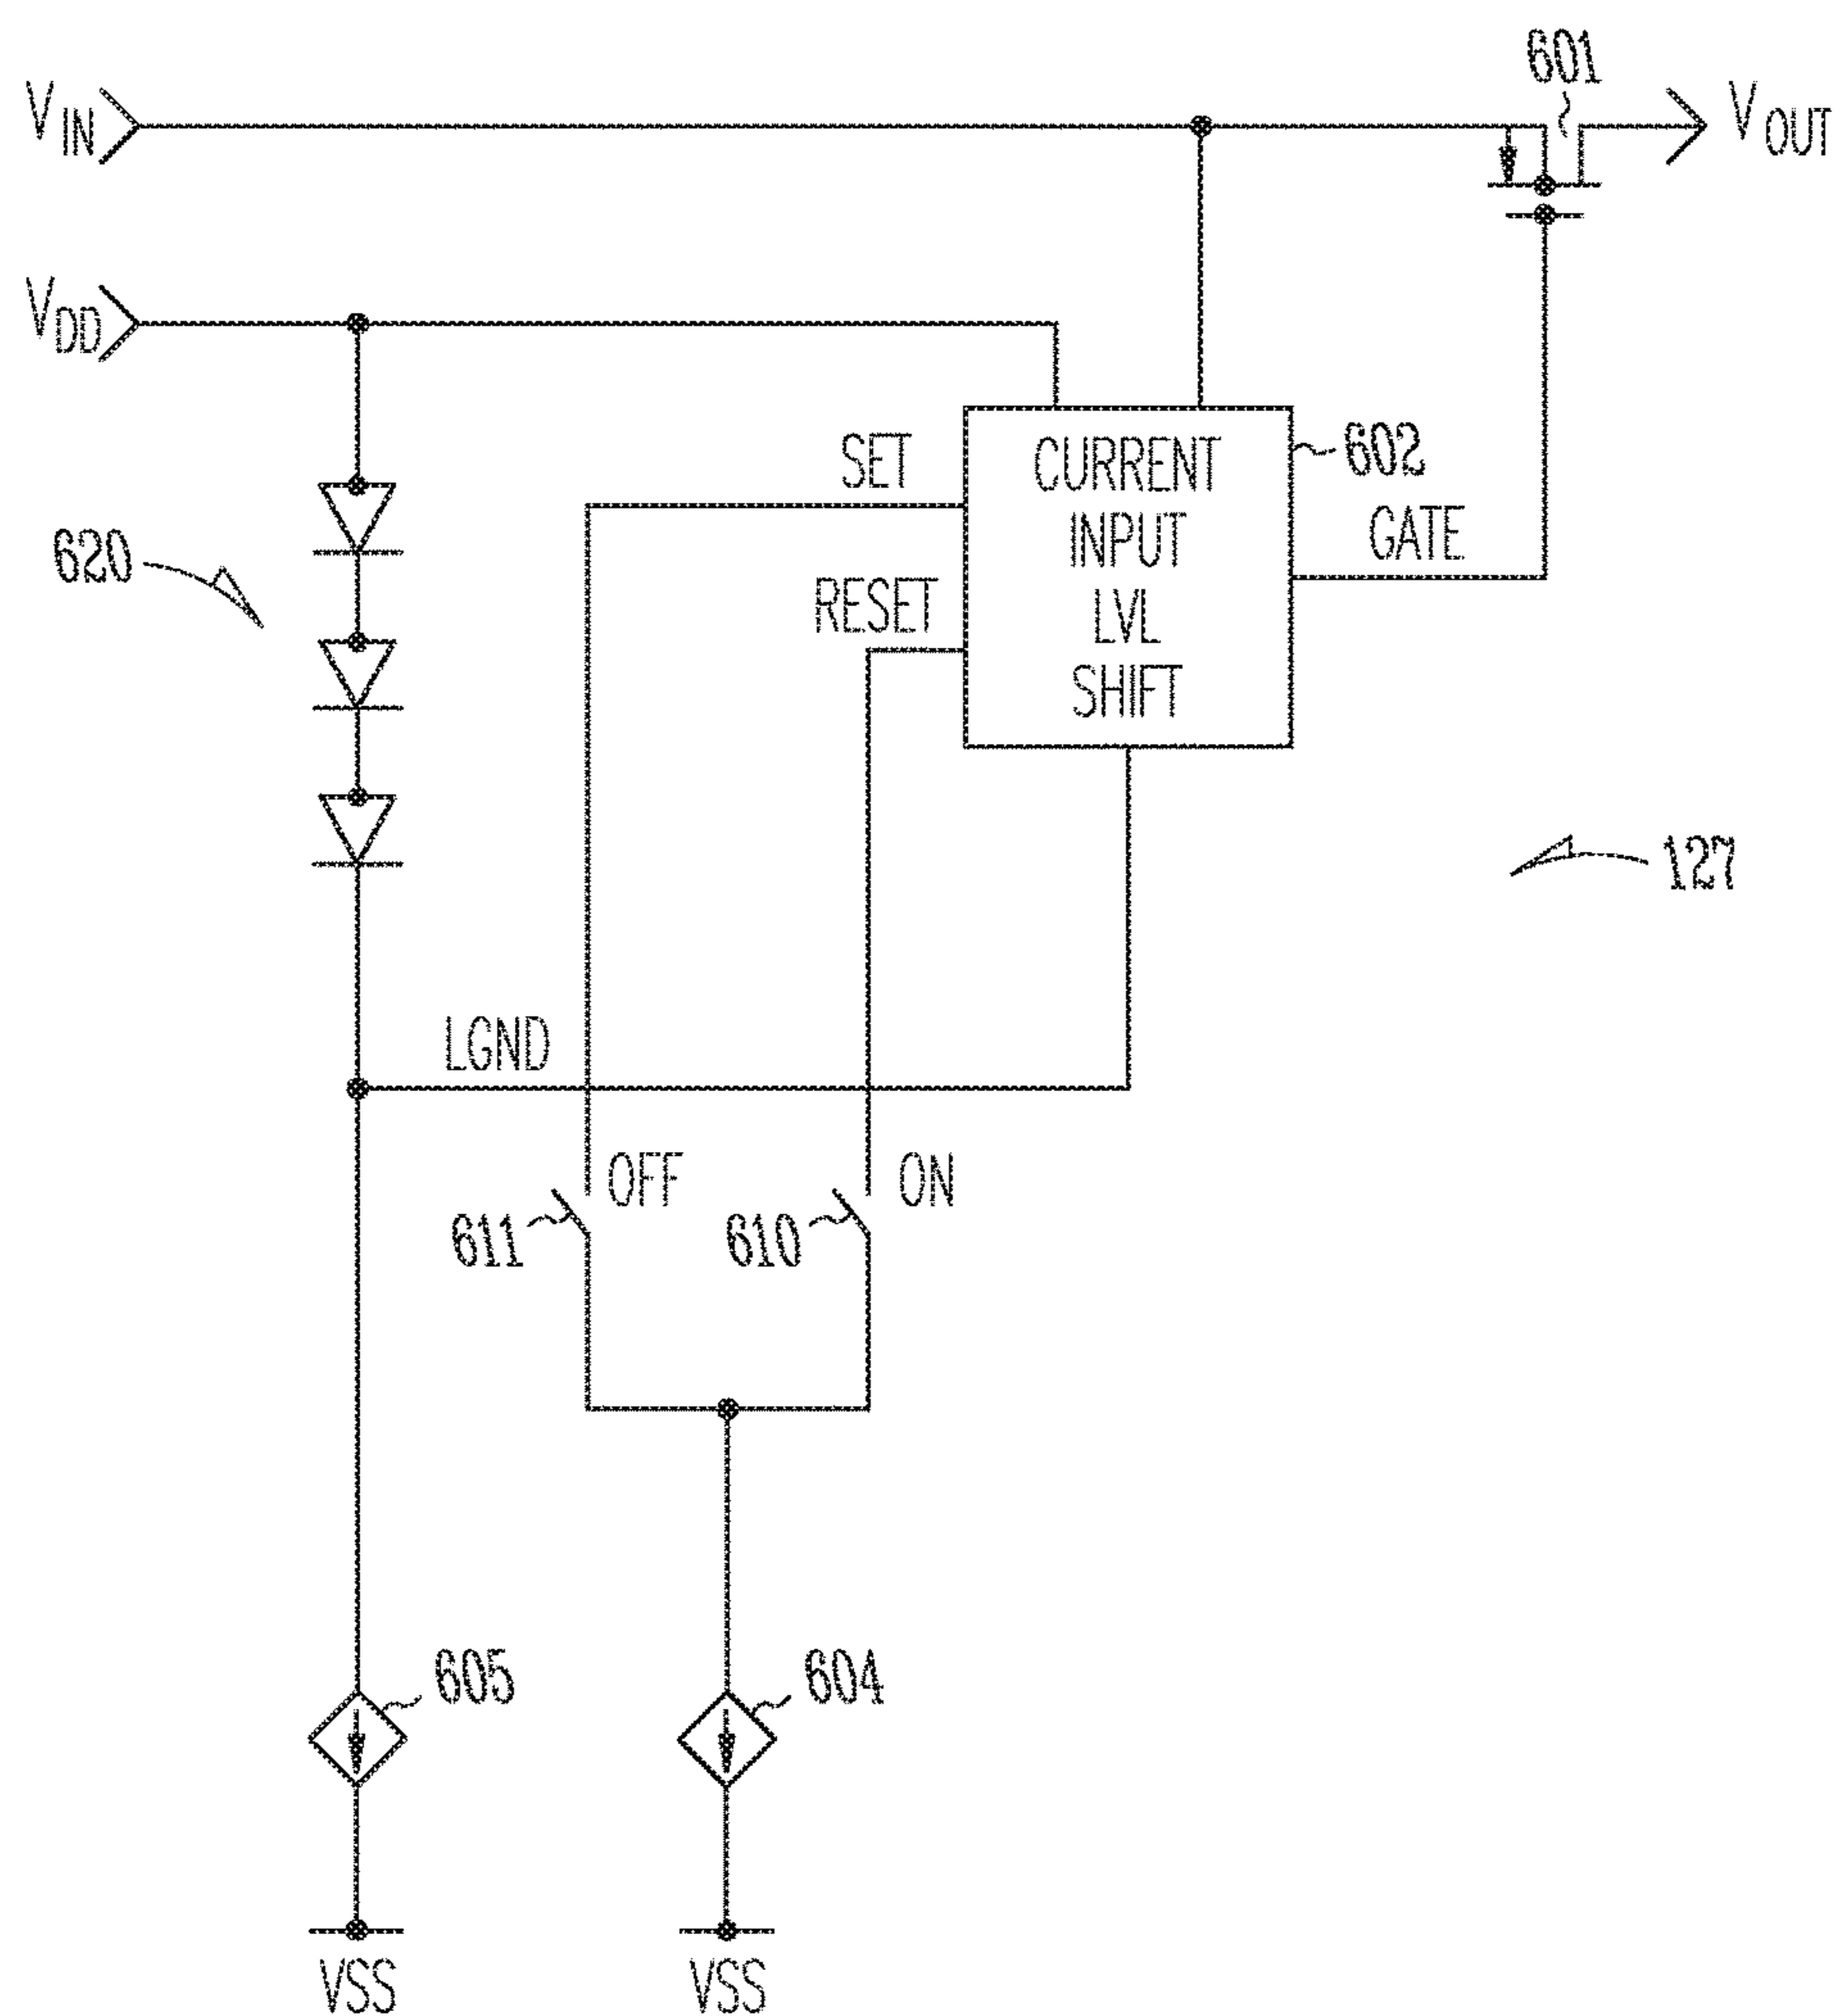 601
VIN
VOUT
VDD
SET
CURRENT
INPUT
LVL
SHIFT
602
GATE
620
RESET
127
LGND
OFF
ON
611
610
605
604
VSS
VSS